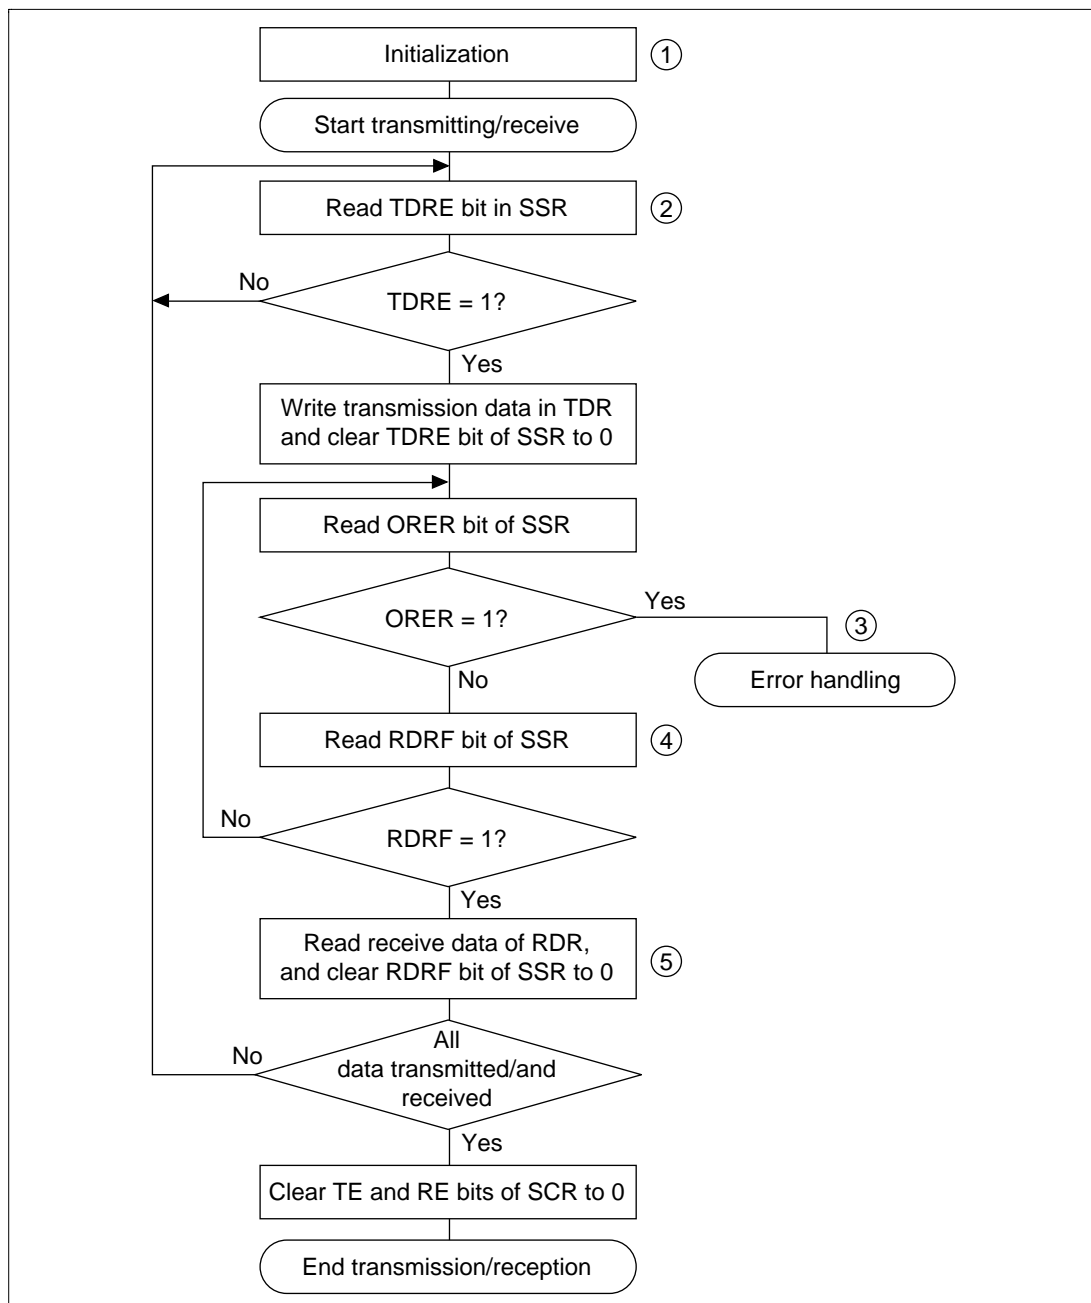 Initialization ①
Start transmitting/receive
Read TDRE bit in SSR ②
No
TDRE = 1?
Yes
Write transmission data in TDR
and clear TDRE bit of SSR to 0
Read ORER bit of SSR
Yes
ORER = 1?
③
Error handling
No
Read RDRF bit of SSR ④
No
RDRF = 1?
Yes
Read receive data of RDR,
and clear RDRF bit of SSR to 0 ⑤
All
No
data transmitted/and
received
Yes
Clear TE and RE bits of SCR to 0
End transmission/reception